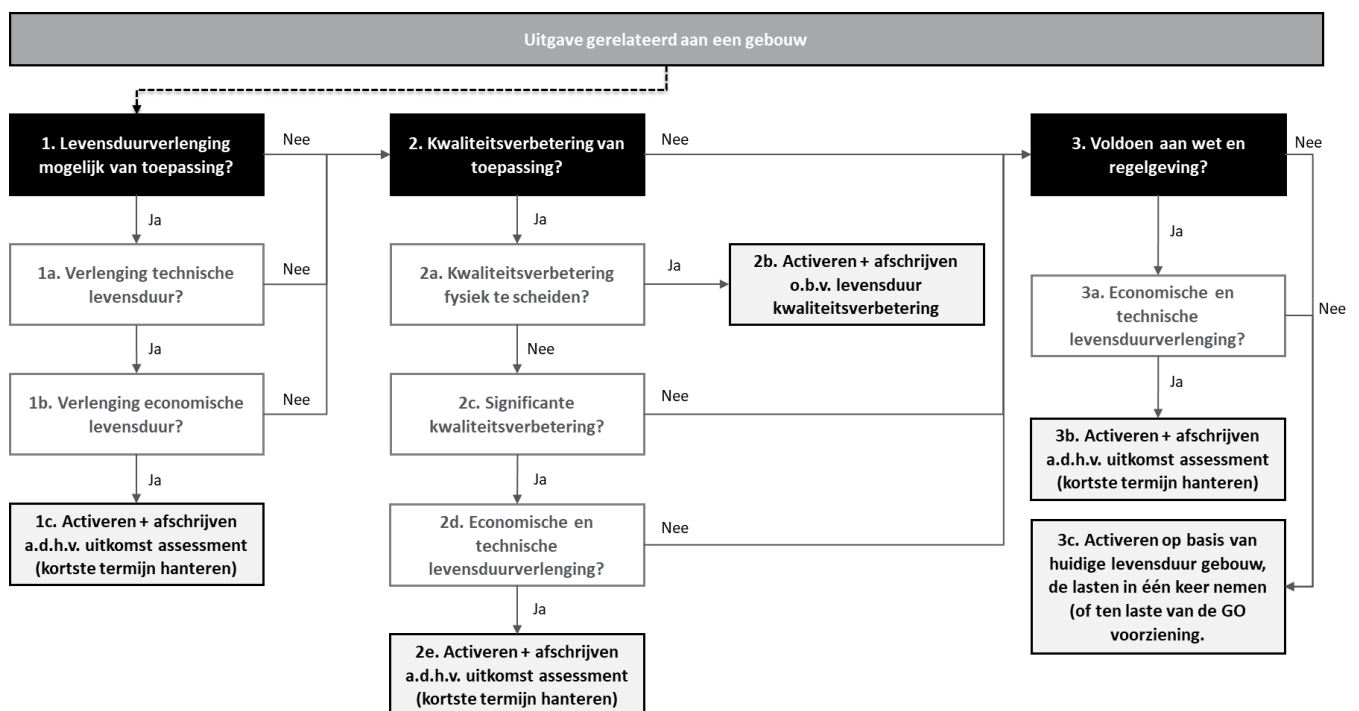 Uitgave gerelateerd aan een gebouw
1. Levensduurverlenging
mogelijk van toepassing?
Nee
Ja
1a. Verlenging technische
levensduur?
Nee
Ja
1b. Verlenging economische
levensduur?
Nee
Ja
1c. Activeren + afschrijven
a.d.h.v. uitkomst assessment
(kortste termijn hanteren)
2. Kwaliteitsverbetering van
toepassing?
Nee
Ja
2a. Kwaliteitsverbetering
fysiek te scheiden?
Ja
2b. Activeren + afschrijven
o.b.v. levensduur
kwaliteitsverbetering
Nee
2c. Significante
kwaliteitsverbetering?
Nee
Ja
2d. Economische en
technische
levensduurverlenging?
Nee
Ja
2e. Activeren + afschrijven
a.d.h.v. uitkomst assessment
(kortste termijn hanteren)
3. Voldoen aan wet en
regelgeving?
Nee
Ja
3a. Economische en
technische
levensduurverlenging?
Nee
Ja
3b. Activeren + afschrijven
a.d.h.v. uitkomst assessment
(kortste termijn hanteren)
3c. Activeren op basis van
huidige levensduur gebouw,
de lasten in één keer nemen
(of ten laste van de GO
voorziening.